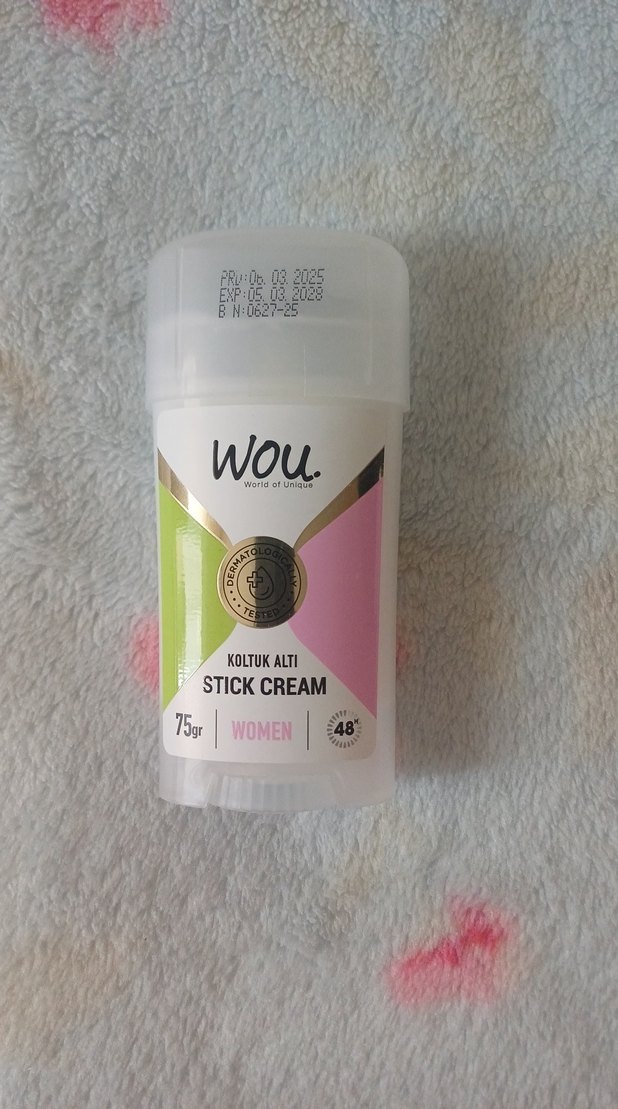 PRD:06. 03. 2025
EXP:05. 03. 2028
B N:0627-25
WOU.
World of Unique
DERMATOLOGICALLY
TESTED
KOLTUK ALTI
STICK CREAM
75gr
WOMEN
48H